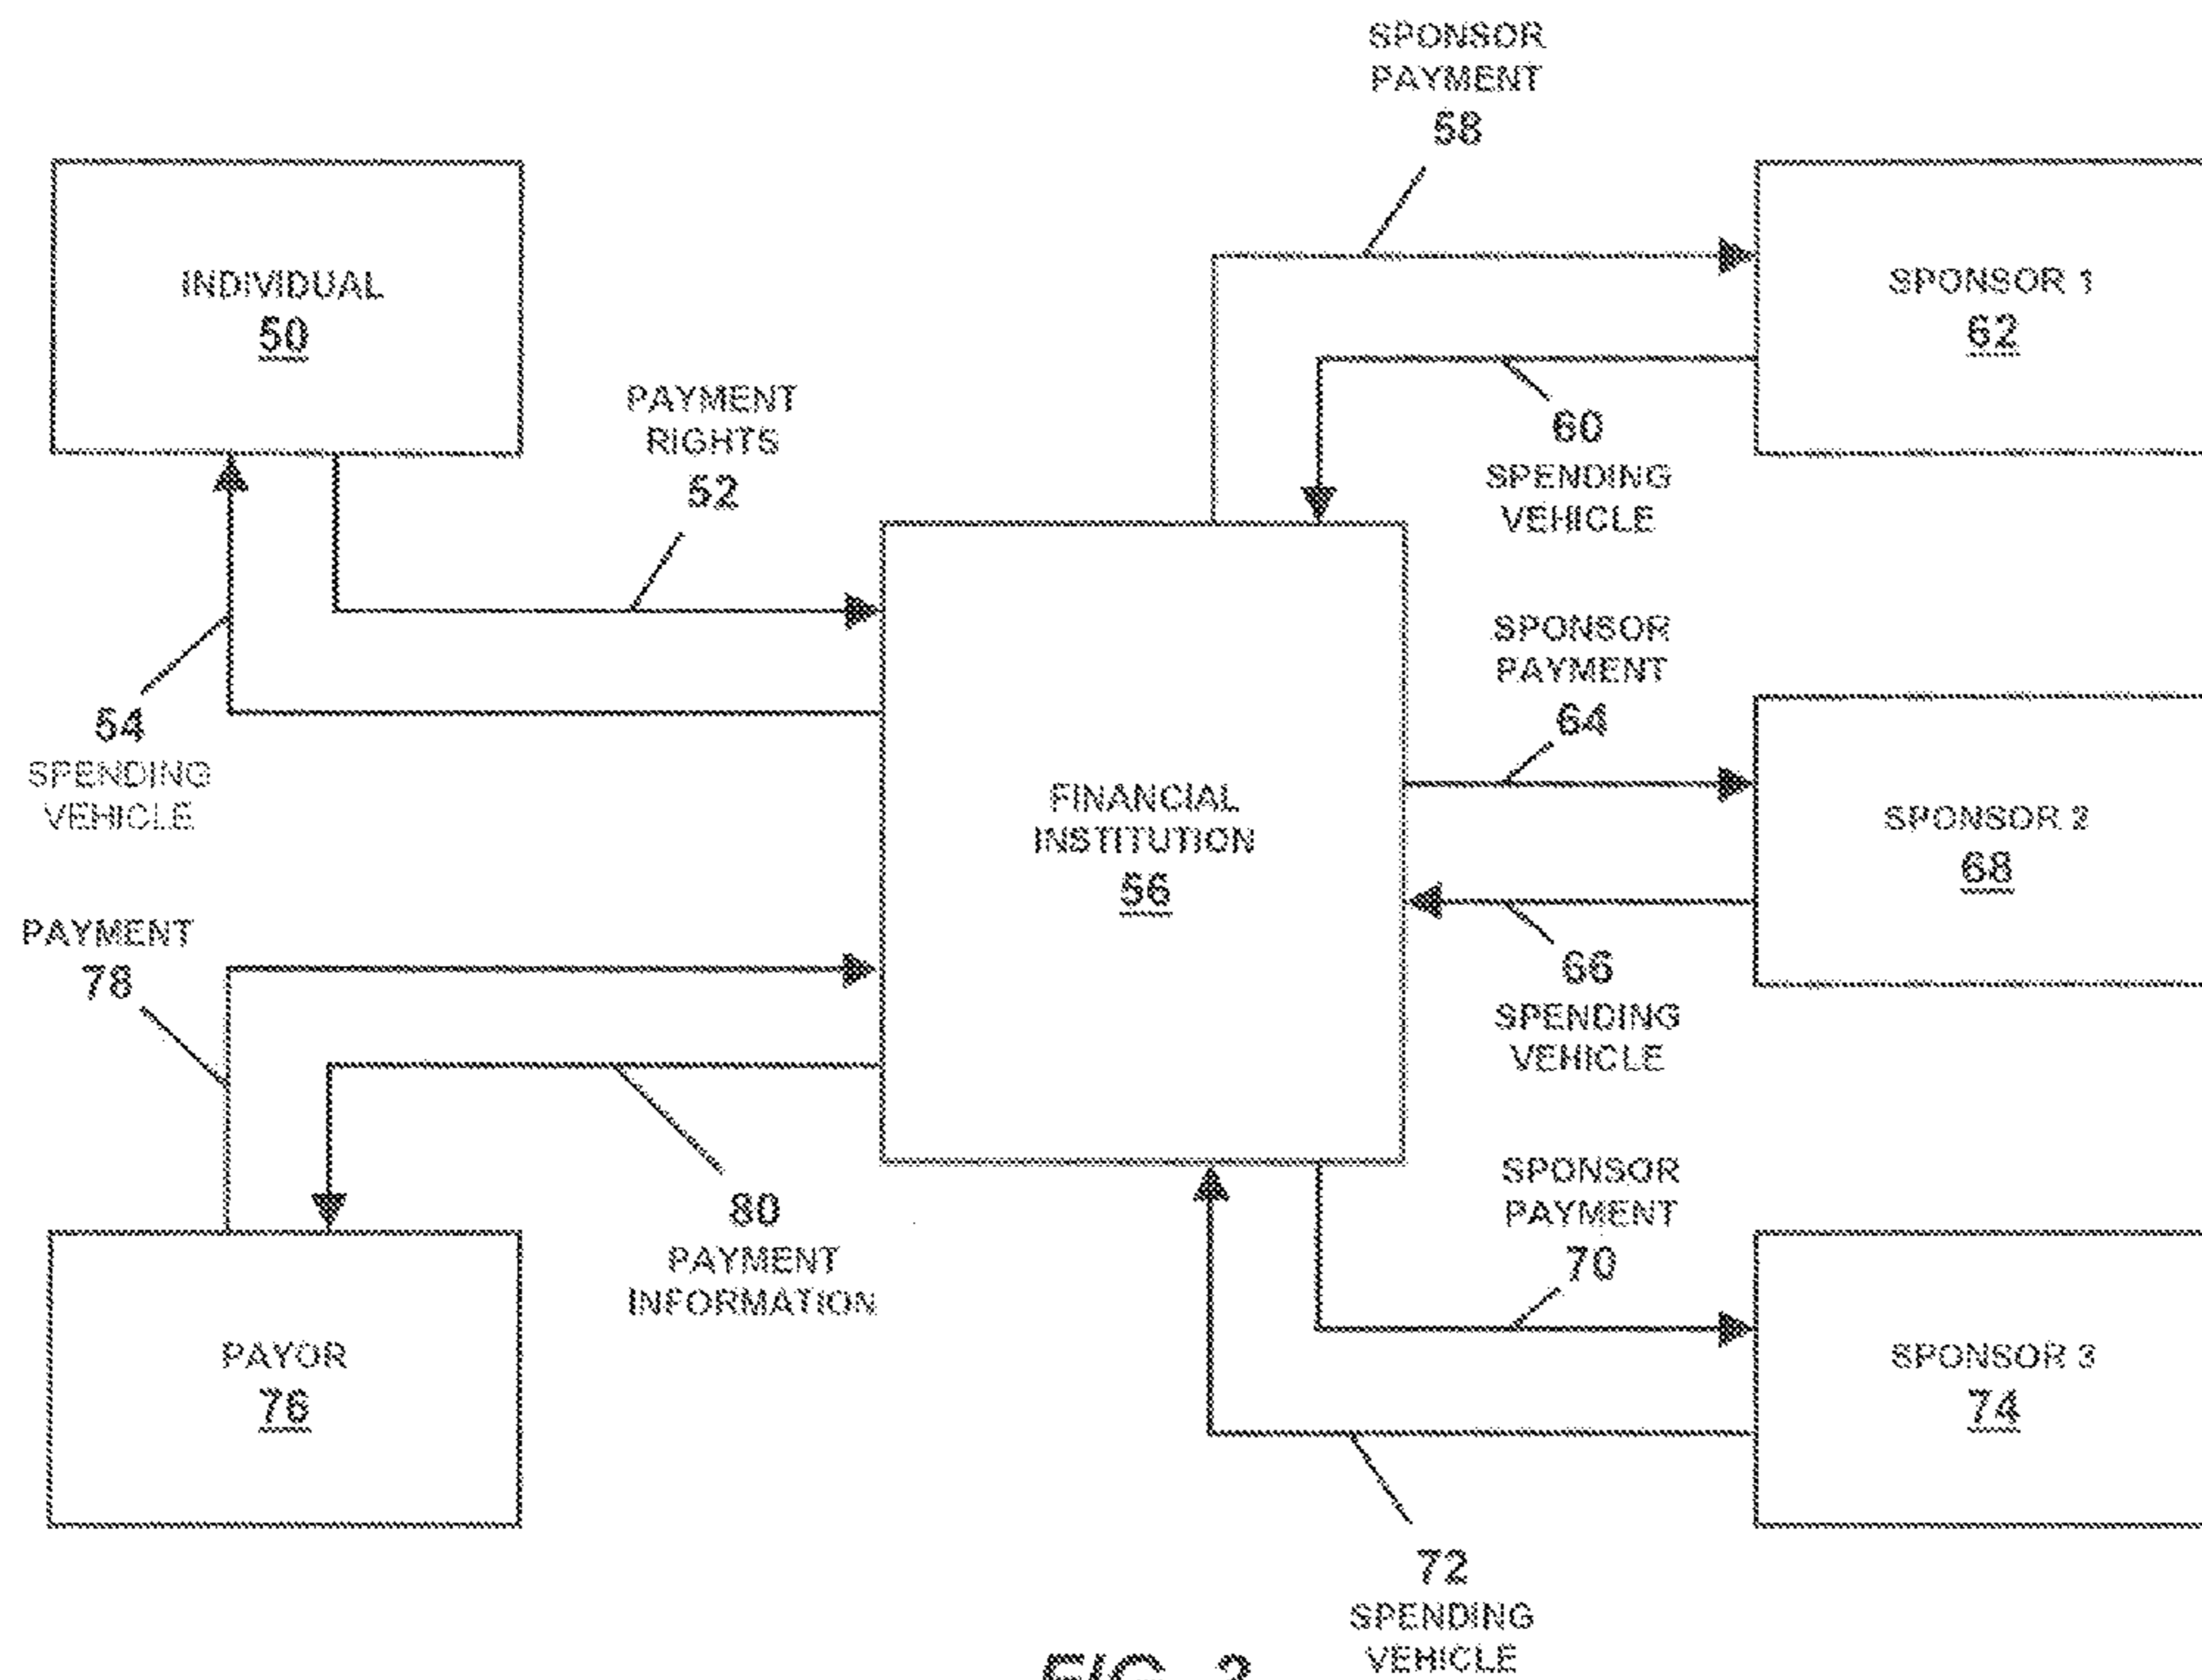 SPONSOR
PAYMENT
58
INDIVIDUAL
50
SPONSOR 1
62
PAYMENT
RIGHTS
52
60
SPENDING
VEHICLE
54
SPENDING
VEHICLE
FINANCIAL
INSTITUTION
56
SPONSOR
PAYMENT
64
SPONSOR 2
68
66
SPENDING
VEHICLE
PAYMENT
78
80
PAYMENT
INFORMATION
PAYOR
76
SPONSOR
PAYMENT
70
SPONSOR 3
74
72
SPENDING
VEHICLE